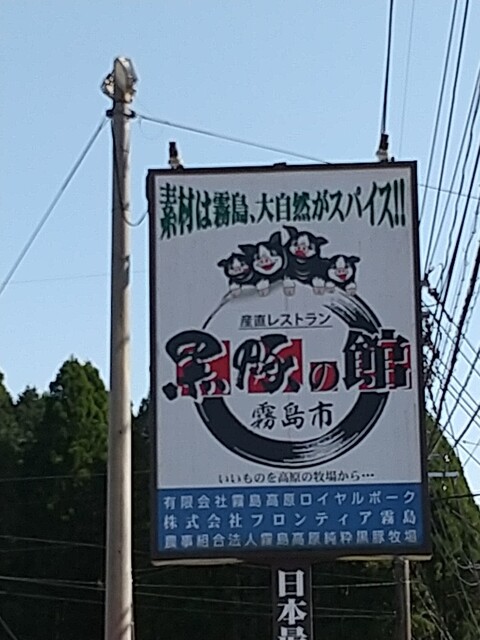 素材は霧島、大自然がスパイス!!
産直レストラン
黒豚の館
霧島市
いいものを高原の牧場から…
有限会社霧島高原ロイヤルポーク
株式会社フロンティア霧島
農事組合法人霧島高原純粋黒豚牧場
日本最